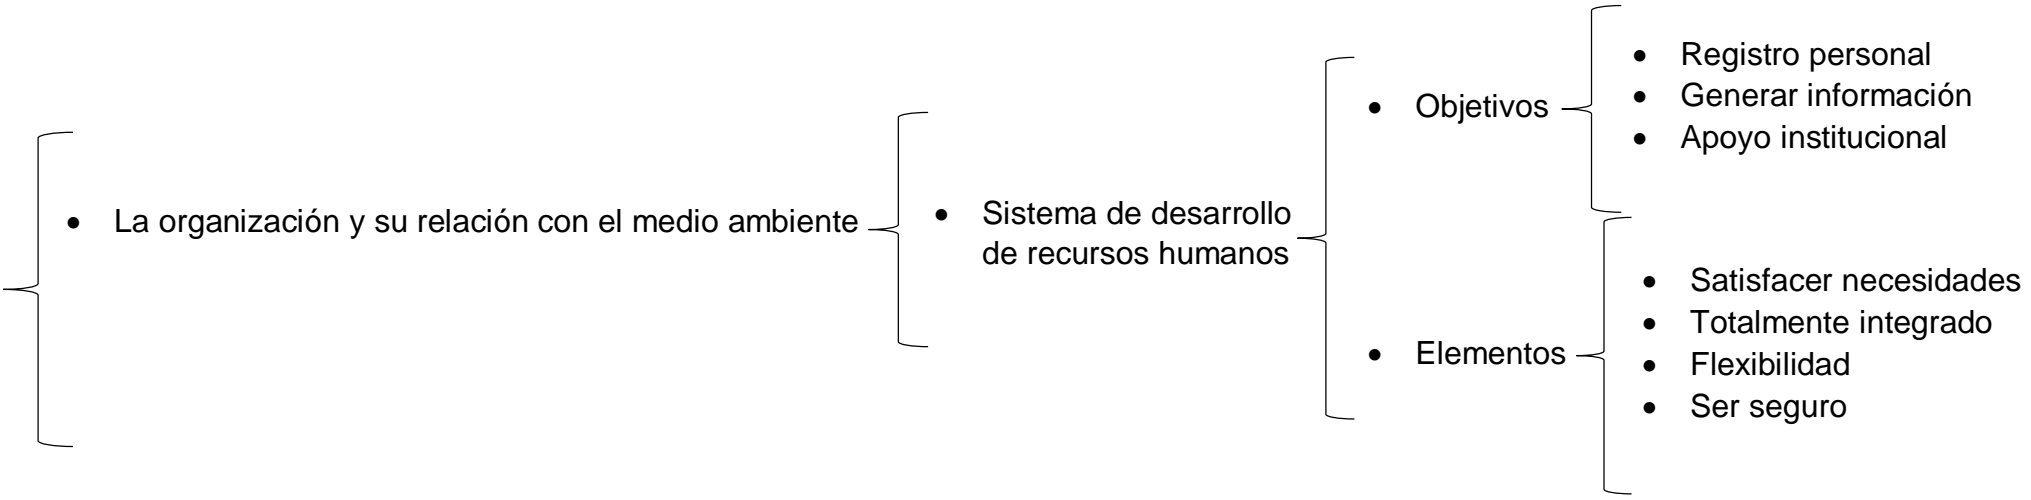 • La organización y su relación con el medio ambiente
• Sistema de desarrollo
de recursos humanos
• Objetivos
• Registro personal
• Generar información
• Apoyo institucional
• Elementos
• Satisfacer necesidades
• Totalmente integrado
• Flexibilidad
• Ser seguro